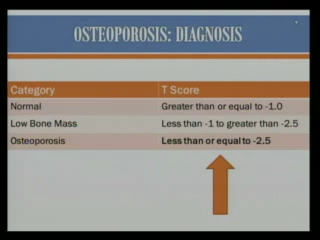 OSTEOPOROSIS: DIAGNOSIS
Category T Score
Normal Greater than or equal to -1.0
Low Bone Mass Less than -1 to greater than -2.5
Osteoporosis Less than or equal to -2.5